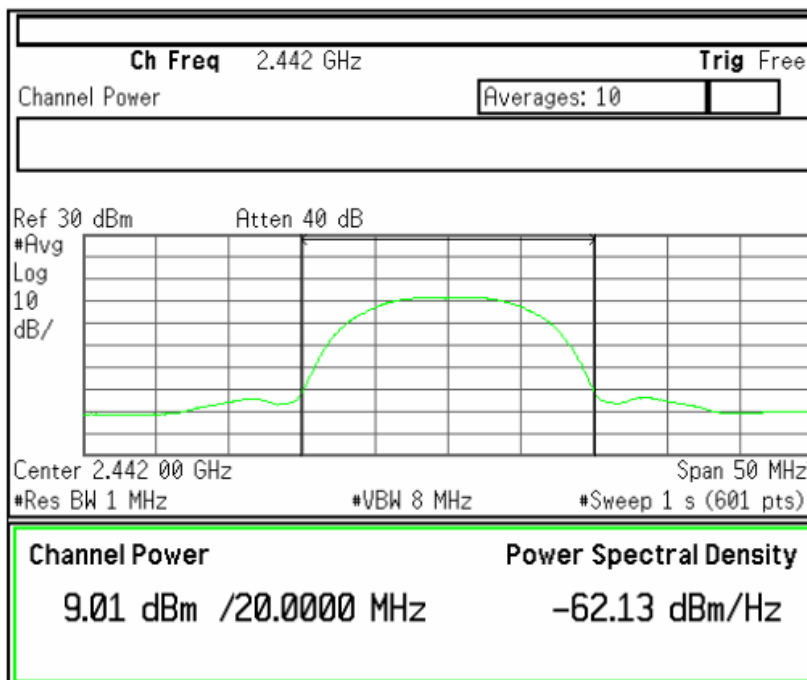 Ch Freq 2.442 GHz Trig Free
Channel Power Averages: 10
Ref 30 dBm Atten 40 dB
#Avg
Log
10
dB/
Center 2.442 00 GHz Span 50 MHz
#Res BW 1 MHz #VBW 8 MHz #Sweep 1 s (601 pts)
Channel Power Power Spectral Density
9.01 dBm /20.0000 MHz -62.13 dBm/Hz